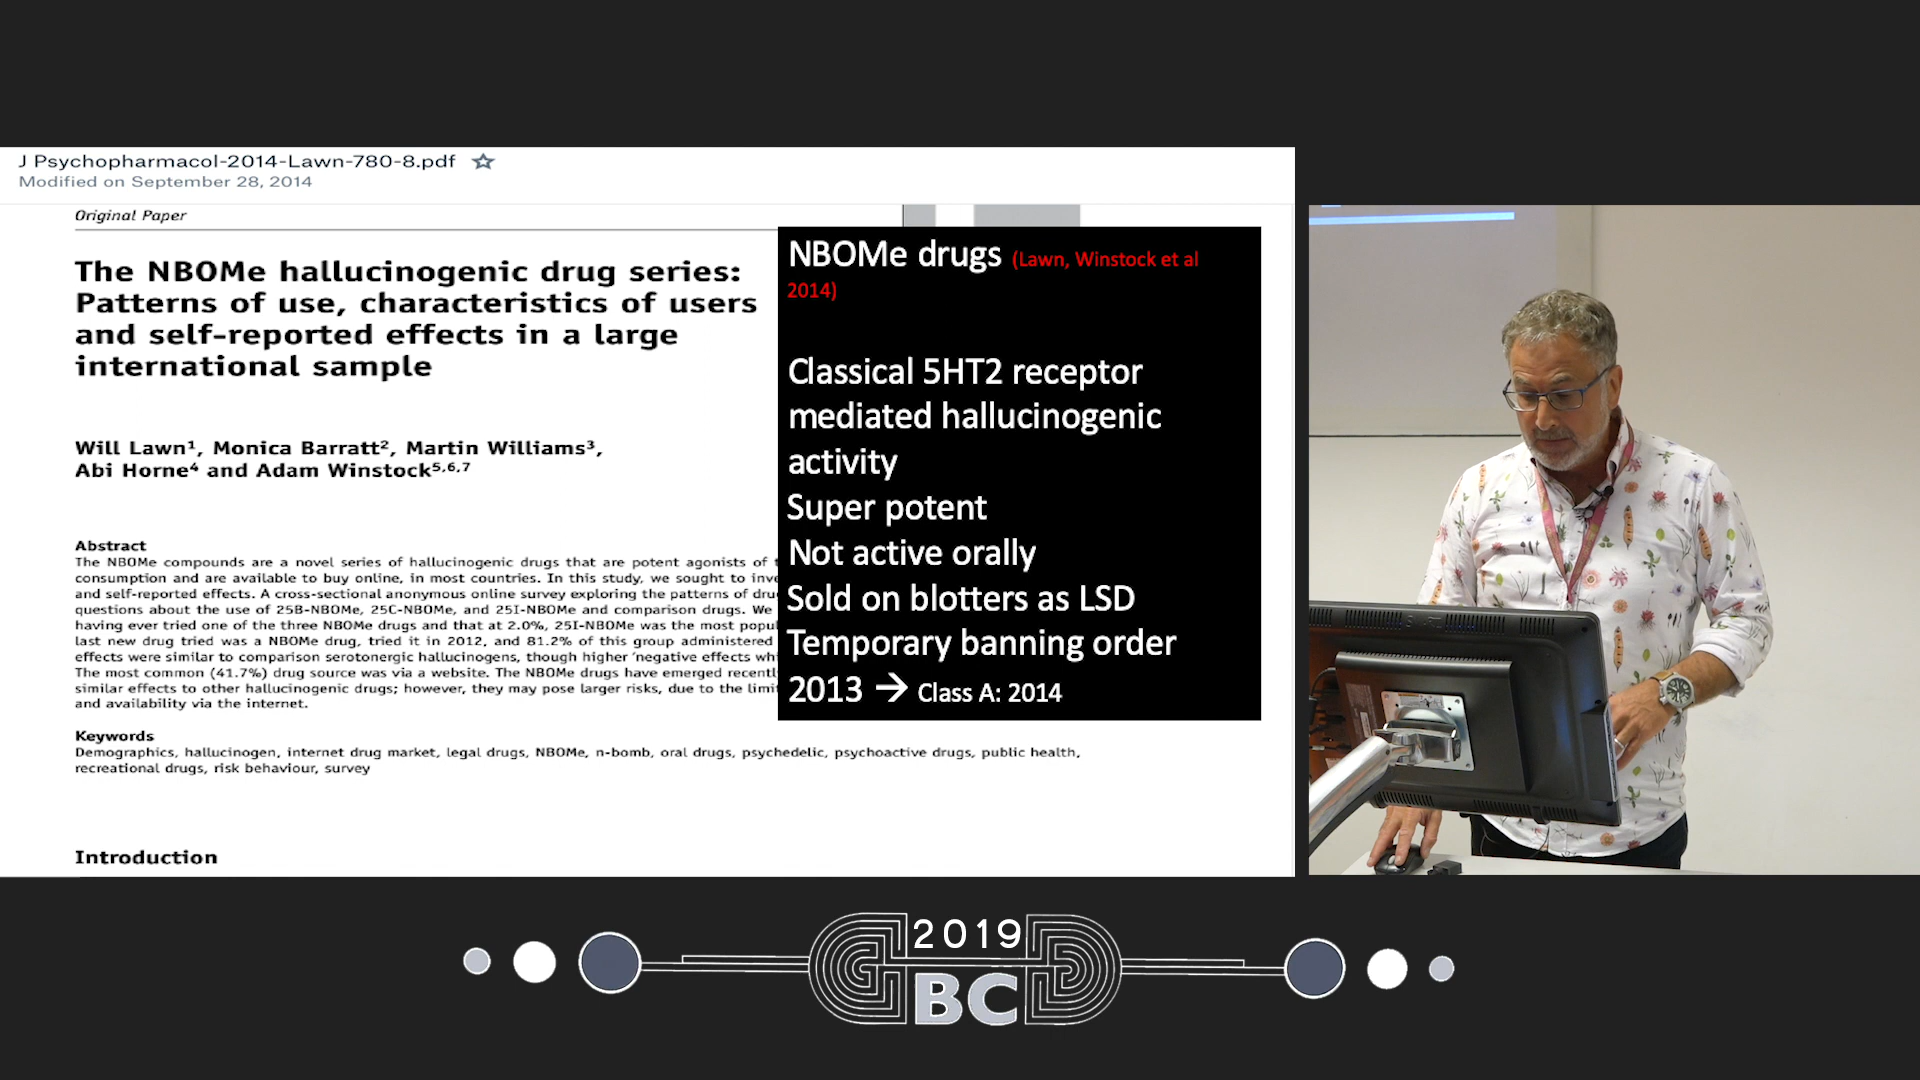 J Psychopharmacol-2014-Lawn-780-8.pdf
Modified on September 28, 2014
Original Paper
The NBOMe hallucinogenic drug series:
Patterns of use, characteristics of users
and self-reported effects in a large
international sample
Will Lawn1, Monica Barratt2, Martin Williams3,
Abi Horne4 and Adam Winstock5,6,7
Abstract
The NBOMe compounds are a novel series of hallucinogenic drugs that are potent agonists of
consumption and are available to buy online, in most countries. In this study, we sought to
and self-reported effects. A cross-sectional anonymous online survey exploring the patterns of
questions about the use of 25B-NBOMe, 25C-NBOMe, and 25I-NBOMe and comparison drugs. We
having ever tried one of the three NBOMe drugs and that at 2.0%, 25I-NBOMe was the most
last new drug tried was a NBOMe drug, tried it in 2012, and 81.2% of this group administered
effects were similar to comparison serotonergic hallucinogens, though higher 'negative effects
The most common (41.7%) drug source was via a website. The NBOMe drugs have emerged
similar effects to other hallucinogenic drugs; however, they may pose larger risks, due to the
and availability via the internet.
Keywords
Demographics, hallucinogen, internet drug market, legal drugs, NBOMe, n-bomb, oral drugs, psychedelic, psychoactive drugs, public health,
recreational drugs, risk behaviour, survey
Introduction
NBOMe drugs (Lawn, Winstock et al
2014)
Classical 5HT2 receptor
mediated hallucinogenic
activity
Super potent
Not active orally
Sold on blotters as LSD
Temporary banning order
2013 → Class A: 2014
2019
BC